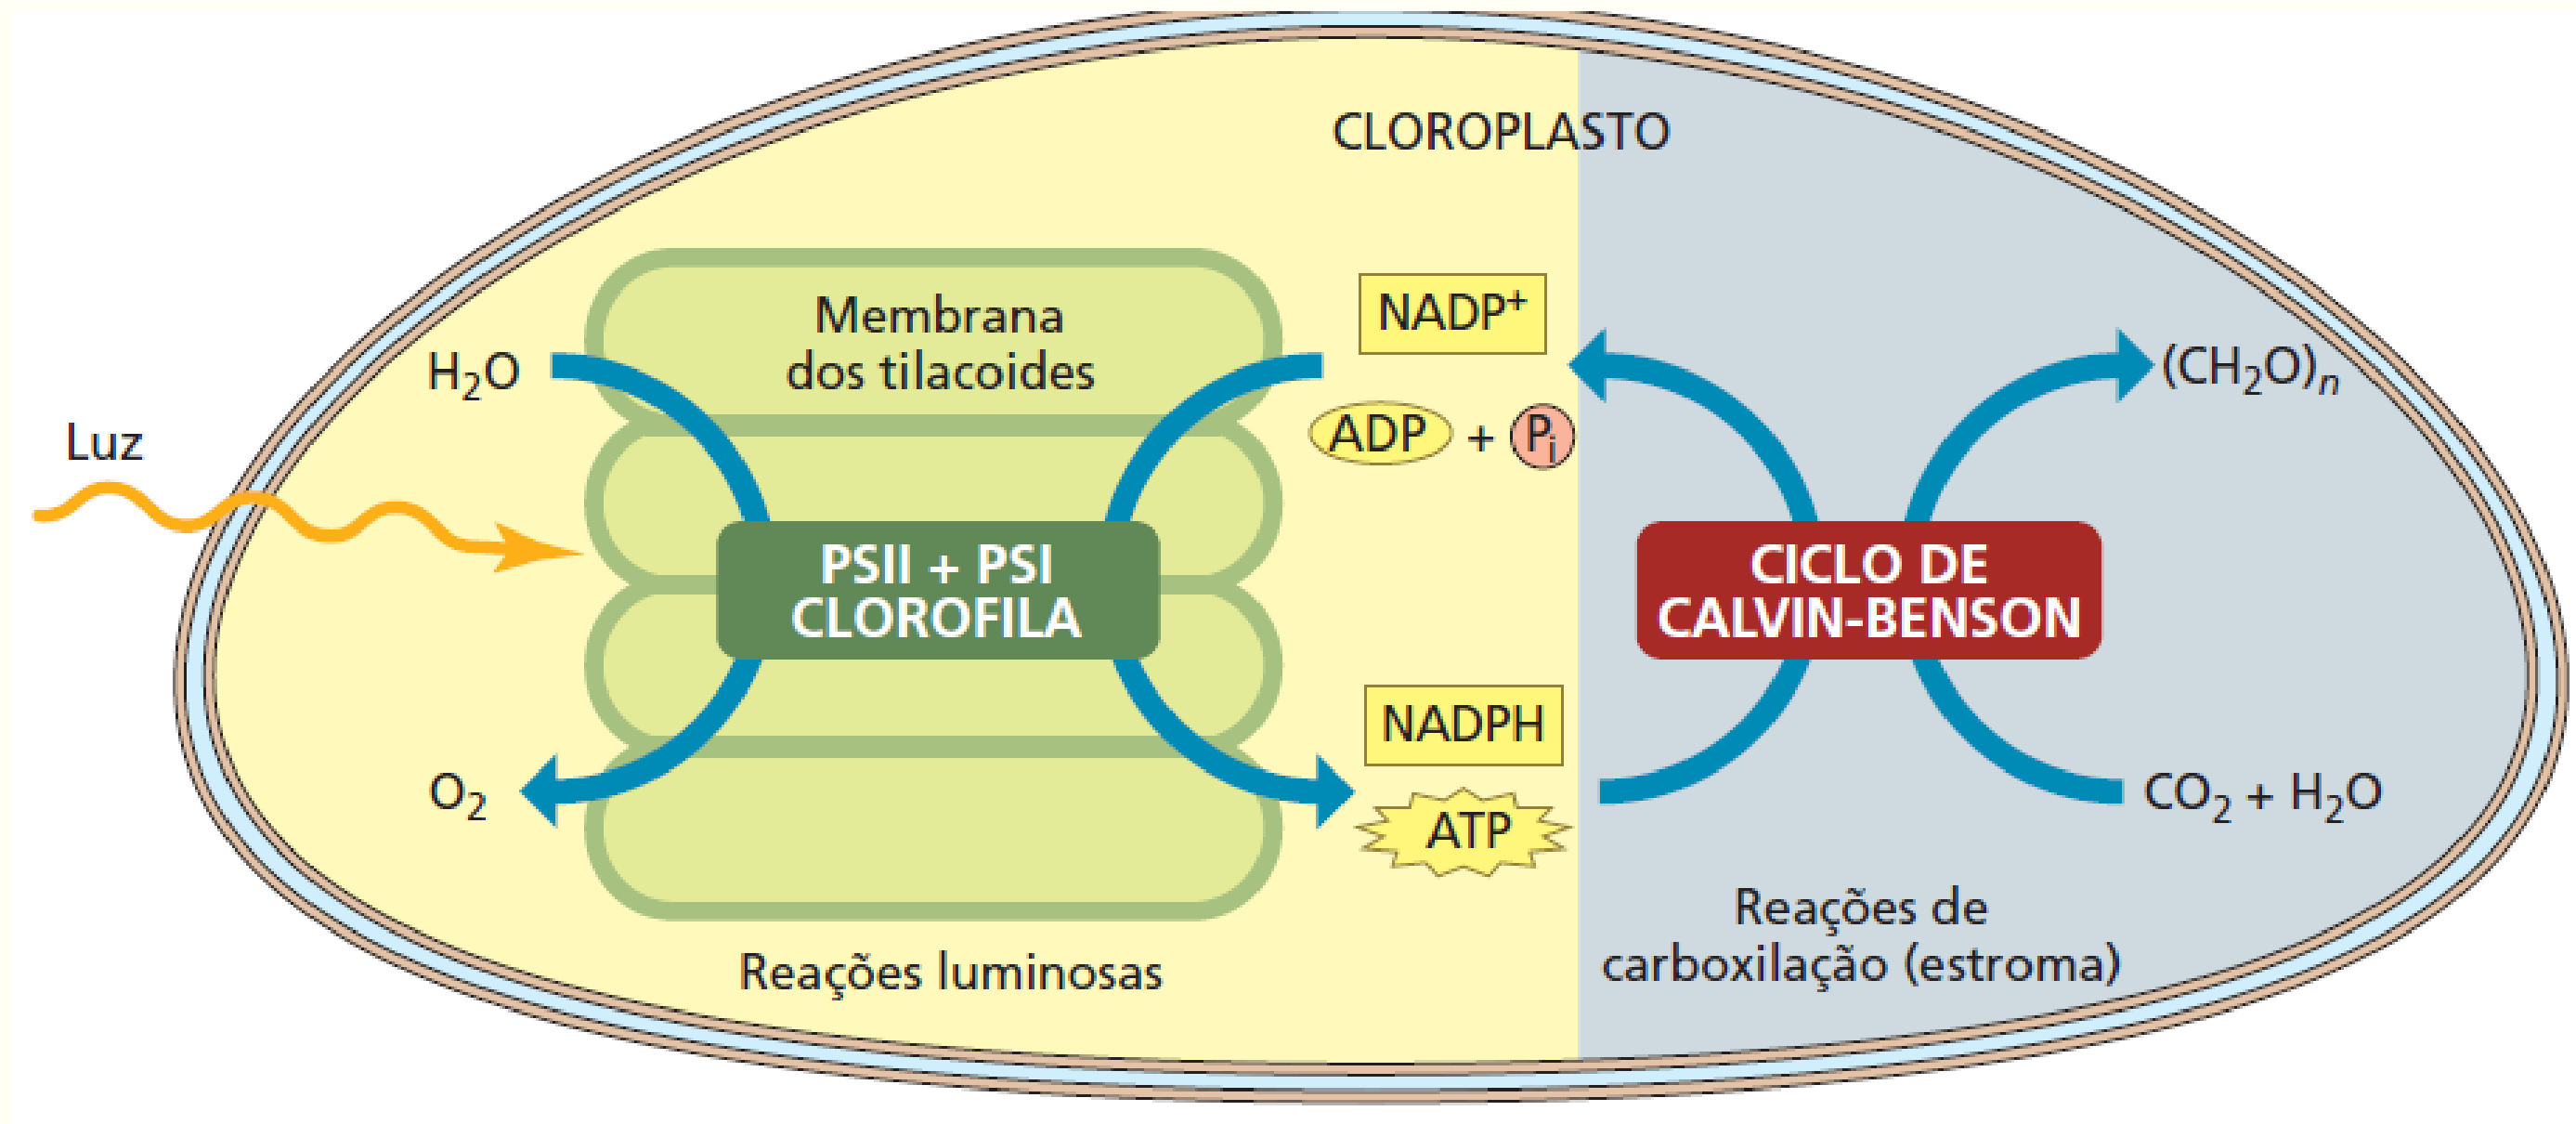 CLOROPLASTO
Luz
H₂O
Membrana
dos tilacoides
NADP⁺
ADP + Pᵢ
(CH₂O)ₙ
PSII + PSI
CLOROFILA
CICLO DE
CALVIN-BENSON
O₂
NADPH
ATP
CO₂ + H₂O
Reações luminosas
Reações de
carboxilação (estroma)